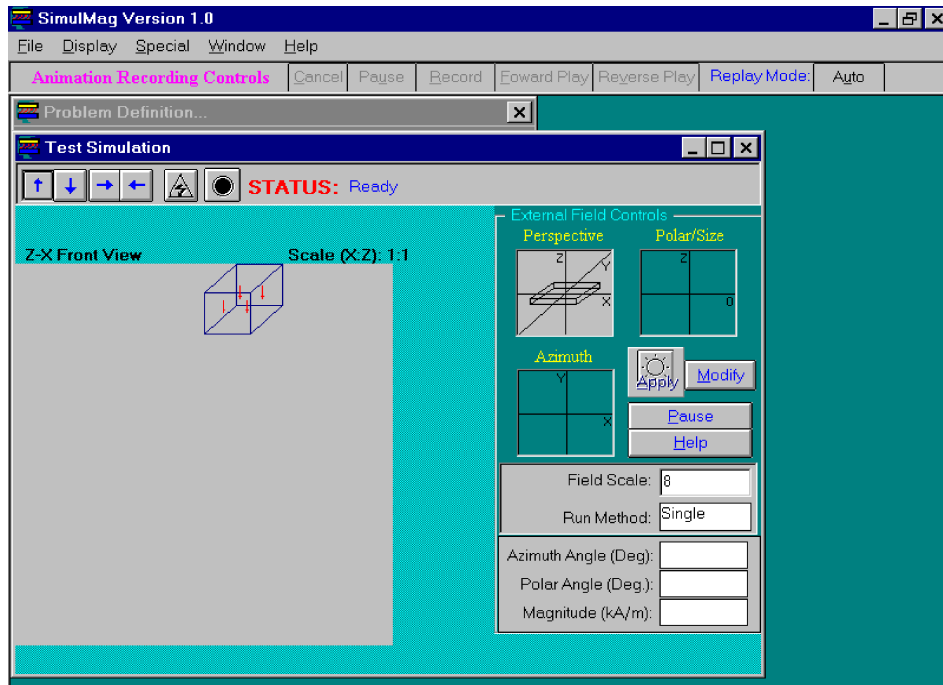 SimulMag Version 1.0
File Display Special Window Help
Animation Recording Controls Cancel Pause Record Foward Play Reverse Play Replay Mode: Auto
Problem Definition...
Test Simulation
STATUS: Ready
Z-X Front View Scale (X:Z): 1:1
External Field Controls
Perspective Polar/Size
Z Y X
Z 0
Azimuth
Y X
Apply Modify
Pause
Help
Field Scale: 8
Run Method: Single
Azimuth Angle (Deg):
Polar Angle (Deg.):
Magnitude (kA/m):